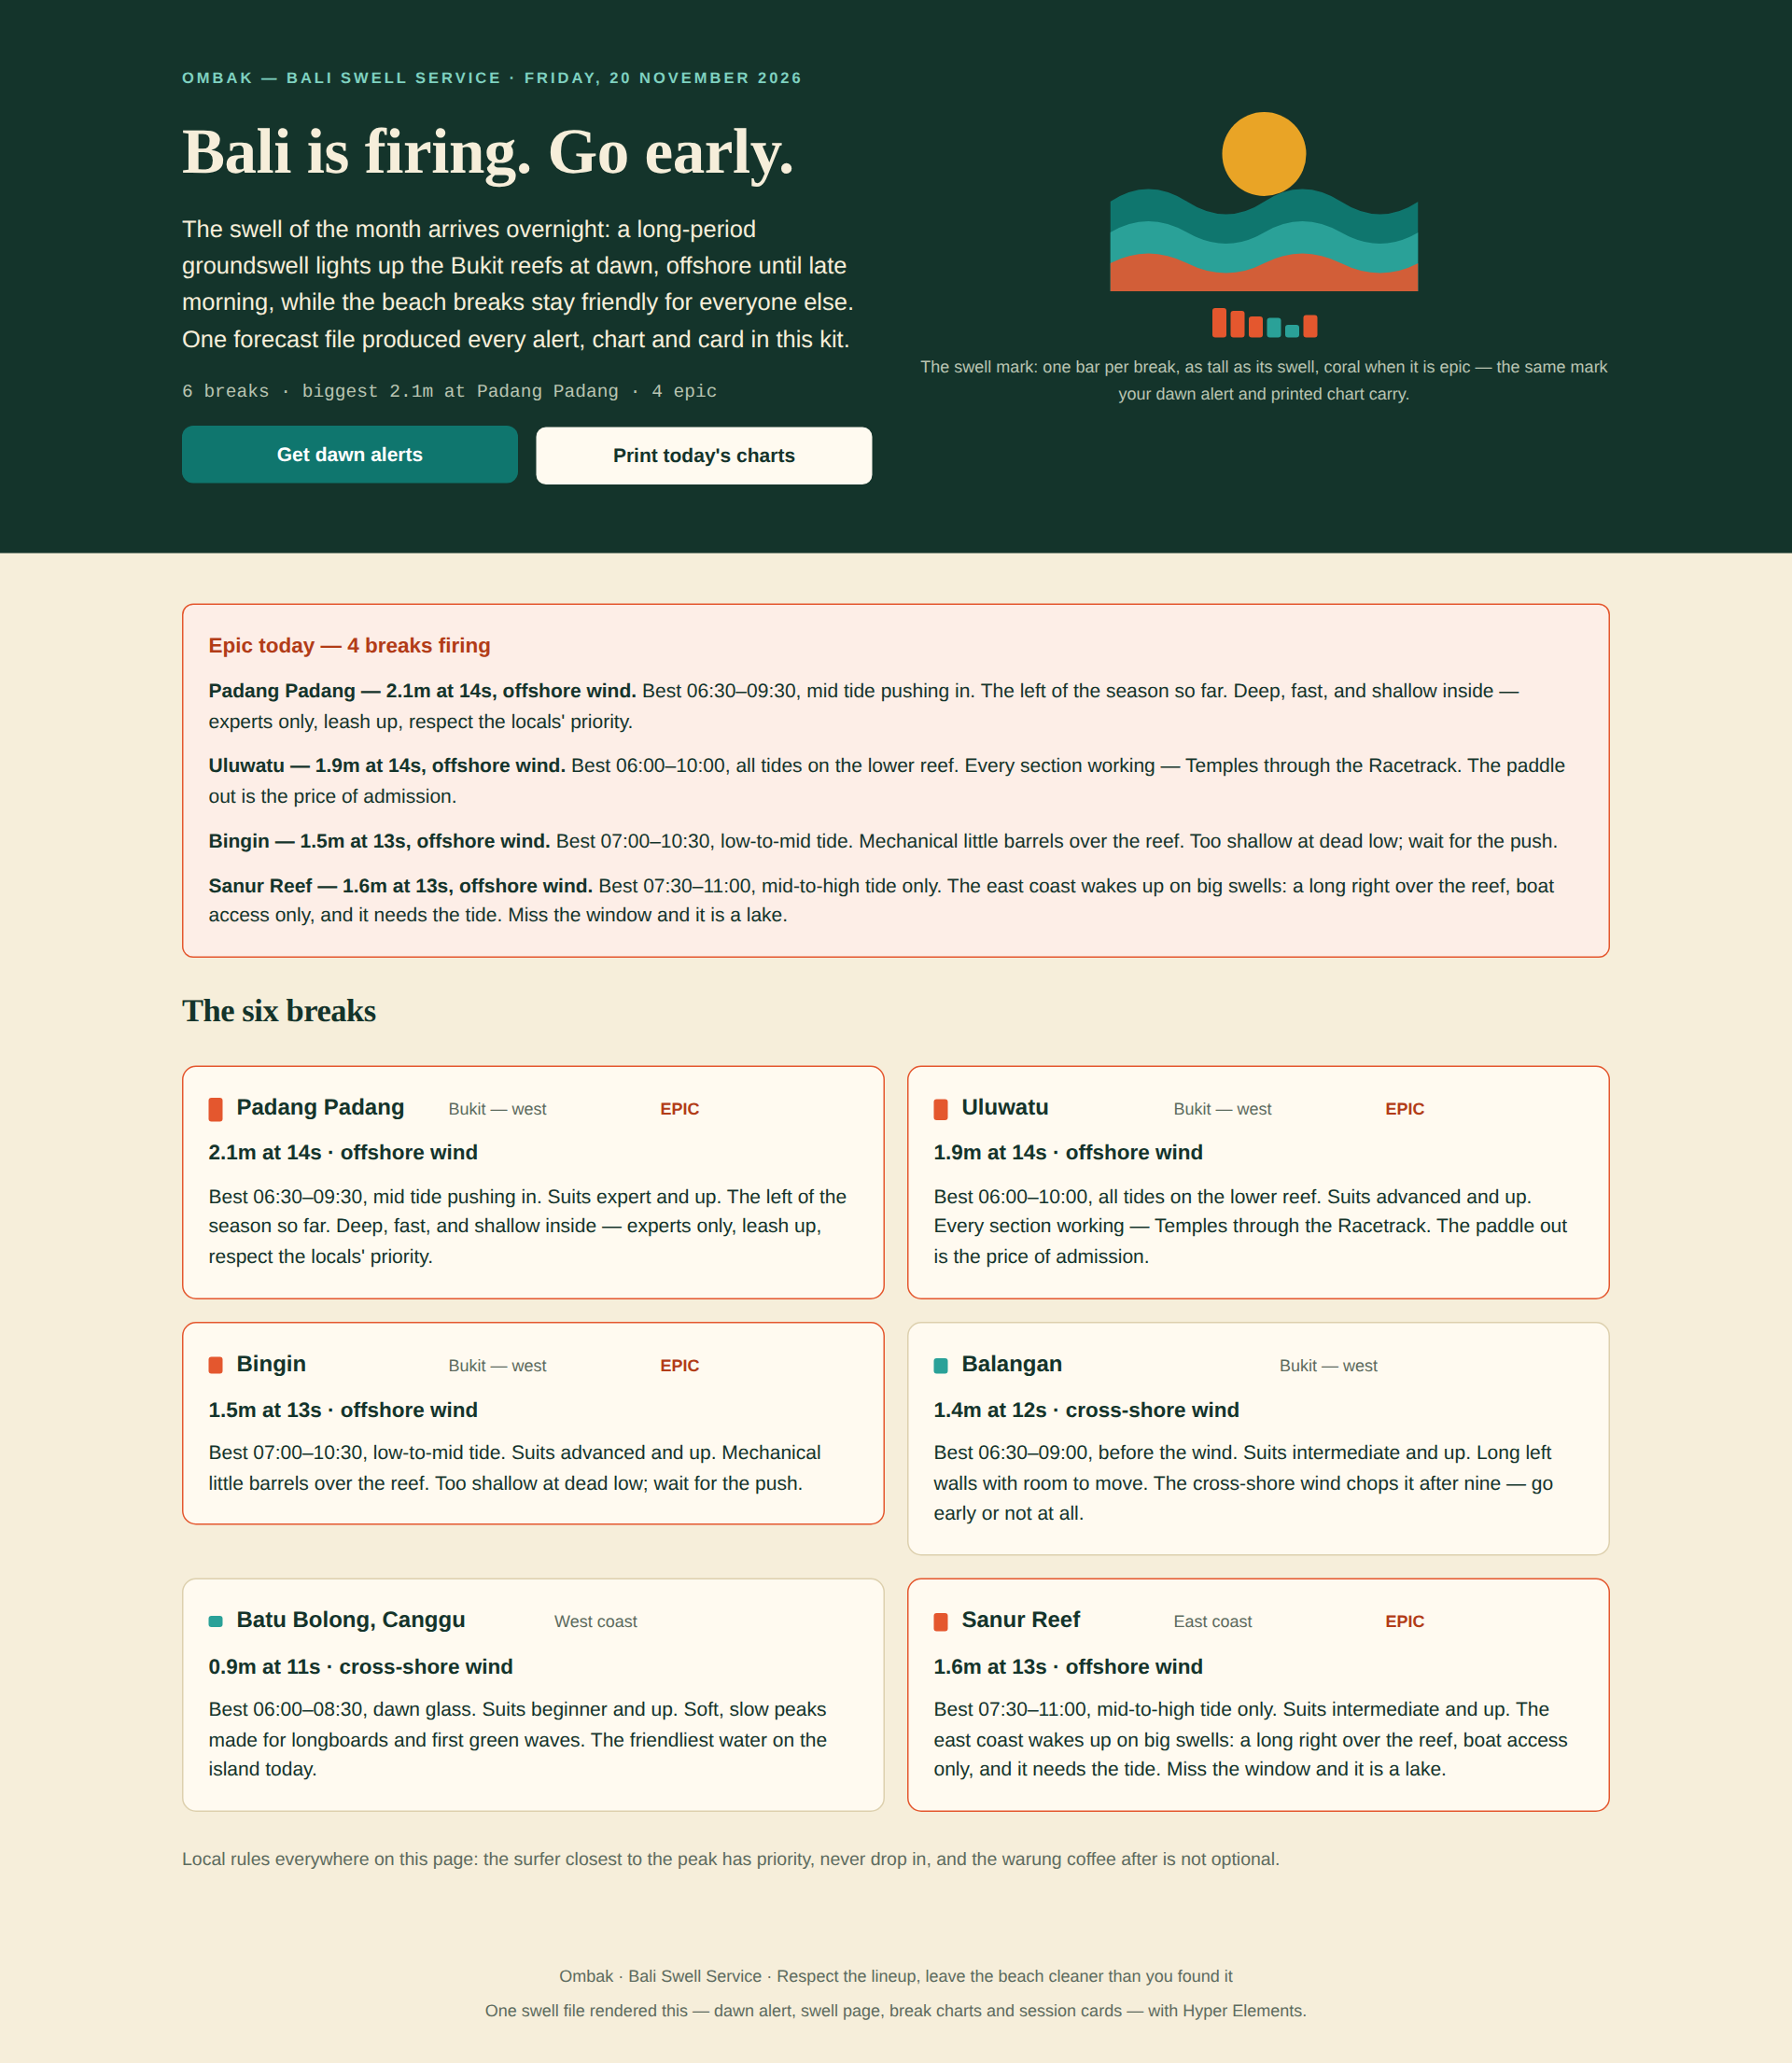 OMBAK — BALI SWELL SERVICE · FRIDAY, 20 NOVEMBER 2026
Bali is firing. Go early.
The swell of the month arrives overnight: a long-period
groundswell lights up the Bukit reefs at dawn, offshore until late
morning, while the beach breaks stay friendly for everyone else.
One forecast file produced every alert, chart and card in this kit.
6 breaks · biggest 2.1m at Padang Padang · 4 epic
Get dawn alerts
Print today's charts
The swell mark: one bar per break, as tall as its swell, coral when it is epic — the same mark
your dawn alert and printed chart carry.
Epic today — 4 breaks firing
Padang Padang — 2.1m at 14s, offshore wind. Best 06:30–09:30, mid tide pushing in. The left of the season so far. Deep, fast, and shallow inside —
experts only, leash up, respect the locals' priority.
Uluwatu — 1.9m at 14s, offshore wind. Best 06:00–10:00, all tides on the lower reef. Every section working — Temples through the Racetrack. The paddle
out is the price of admission.
Bingin — 1.5m at 13s, offshore wind. Best 07:00–10:30, low-to-mid tide. Mechanical little barrels over the reef. Too shallow at dead low; wait for the push.
Sanur Reef — 1.6m at 13s, offshore wind. Best 07:30–11:00, mid-to-high tide only. The east coast wakes up on big swells: a long right over the reef, boat
access only, and it needs the tide. Miss the window and it is a lake.
The six breaks
Padang Padang Bukit — west EPIC
2.1m at 14s · offshore wind
Best 06:30–09:30, mid tide pushing in. Suits expert and up. The left of the
season so far. Deep, fast, and shallow inside — experts only, leash up,
respect the locals' priority.
Uluwatu Bukit — west EPIC
1.9m at 14s · offshore wind
Best 06:00–10:00, all tides on the lower reef. Suits advanced and up.
Every section working — Temples through the Racetrack. The paddle out
is the price of admission.
Bingin Bukit — west EPIC
1.5m at 13s · offshore wind
Best 07:00–10:30, low-to-mid tide. Suits advanced and up. Mechanical
little barrels over the reef. Too shallow at dead low; wait for the push.
Balangan Bukit — west
1.4m at 12s · cross-shore wind
Best 06:30–09:00, before the wind. Suits intermediate and up. Long left
walls with room to move. The cross-shore wind chops it after nine — go
early or not at all.
Batu Bolong, Canggu West coast
0.9m at 11s · cross-shore wind
Best 06:00–08:30, dawn glass. Suits beginner and up. Soft, slow peaks
made for longboards and first green waves. The friendliest water on the
island today.
Sanur Reef East coast EPIC
1.6m at 13s · offshore wind
Best 07:30–11:00, mid-to-high tide only. Suits intermediate and up. The
east coast wakes up on big swells: a long right over the reef, boat access
only, and it needs the tide. Miss the window and it is a lake.
Local rules everywhere on this page: the surfer closest to the peak has priority, never drop in, and the warung coffee after is not optional.
Ombak · Bali Swell Service · Respect the lineup, leave the beach cleaner than you found it
One swell file rendered this — dawn alert, swell page, break charts and session cards — with Hyper Elements.